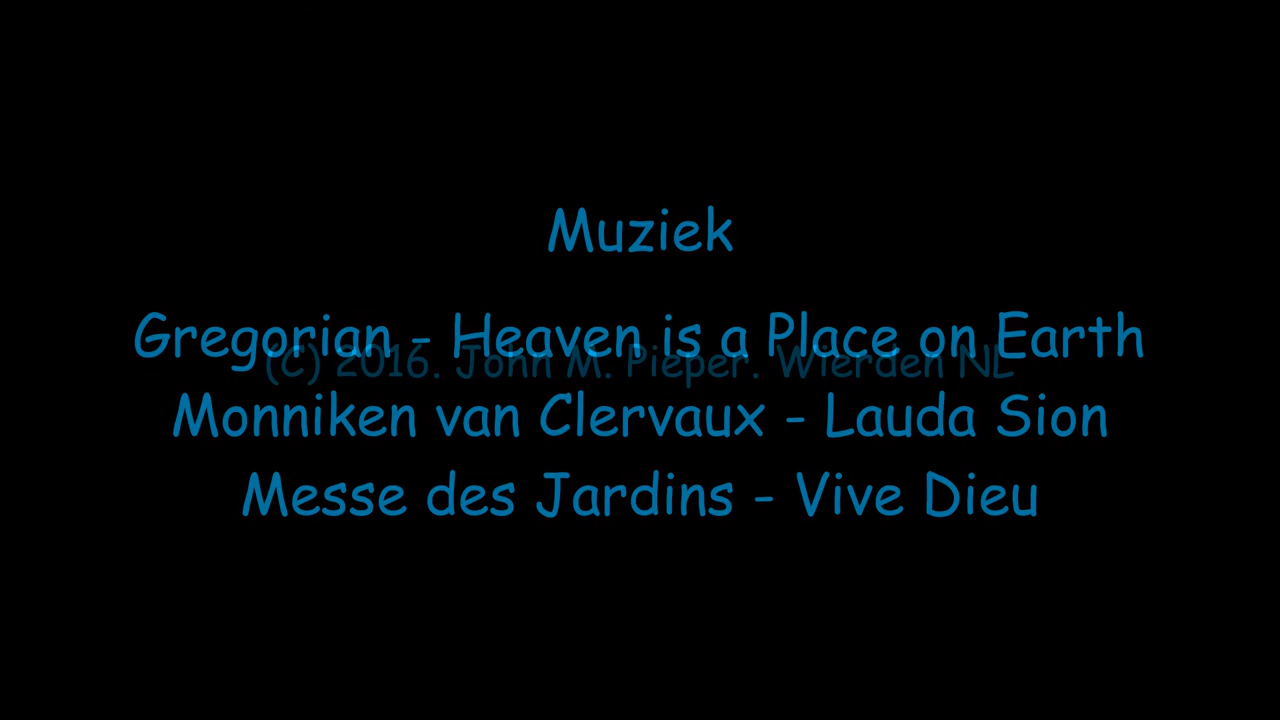 Muziek
Gregorian - Heaven is a Place on Earth
(C) 2016. John M. Pieper. Wierden NL
Monniken van Clervaux - Lauda Sion
Messe des Jardins - Vive Dieu